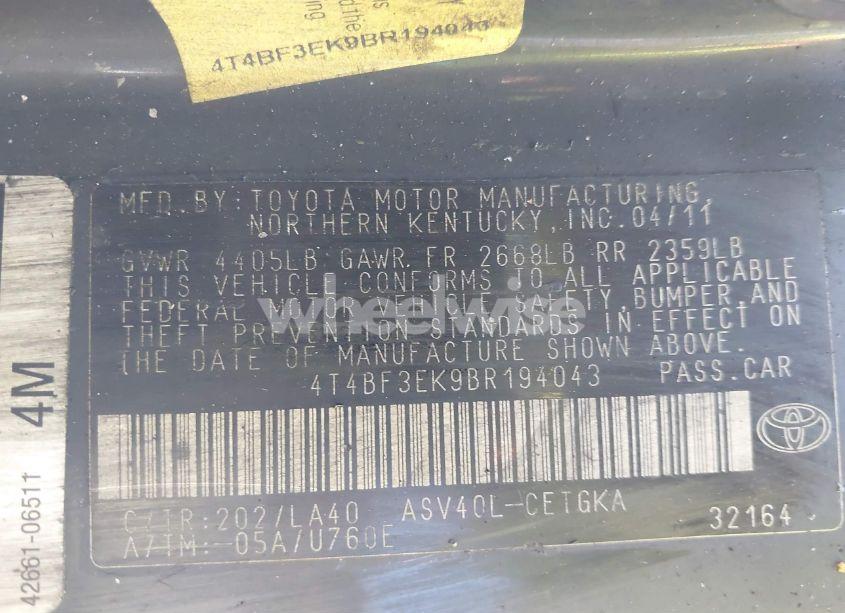 4T4BF3EK9BR194043
MFD. BY: TOYOTA MOTOR MANUFACTURING,
NORTHERN KENTUCKY, INC. 04/11
GVWR 4405LB GAWR FR 2668LB RR 2359LB
THIS VEHICLE CONFORMS TO ALL APPLICABLE
FEDERAL MOTOR VEHICLE SAFETY, BUMPER, AND
THEFT PREVENTION STANDARDS IN EFFECT ON
THE DATE OF MANUFACTURE SHOWN ABOVE.
4T4BF3EK9BR194043 PASS. CAR
C/TR: 202/LA40 ASV40L-CETGKA
A/TM: -05A/U760E
32164
4M
42661-06511
wheelwire